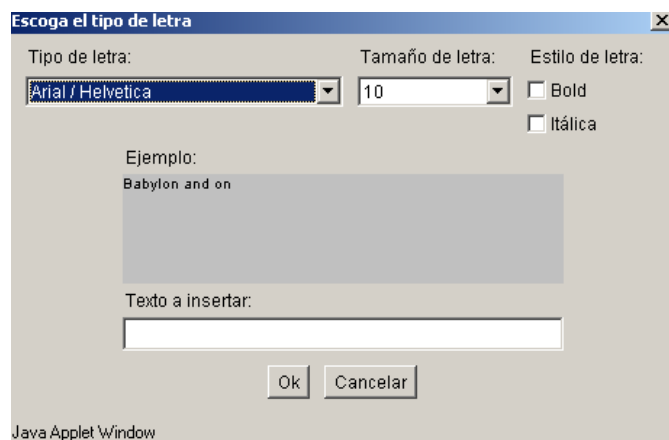 Escoga el tipo de letra
Tipo de letra: Tamaño de letra: Estilo de letra:
Arial / Helvetica 10 Bold
Itálica
Ejemplo:
Babylon and on
Texto a insertar:
Ok Cancelar
Java Applet Window